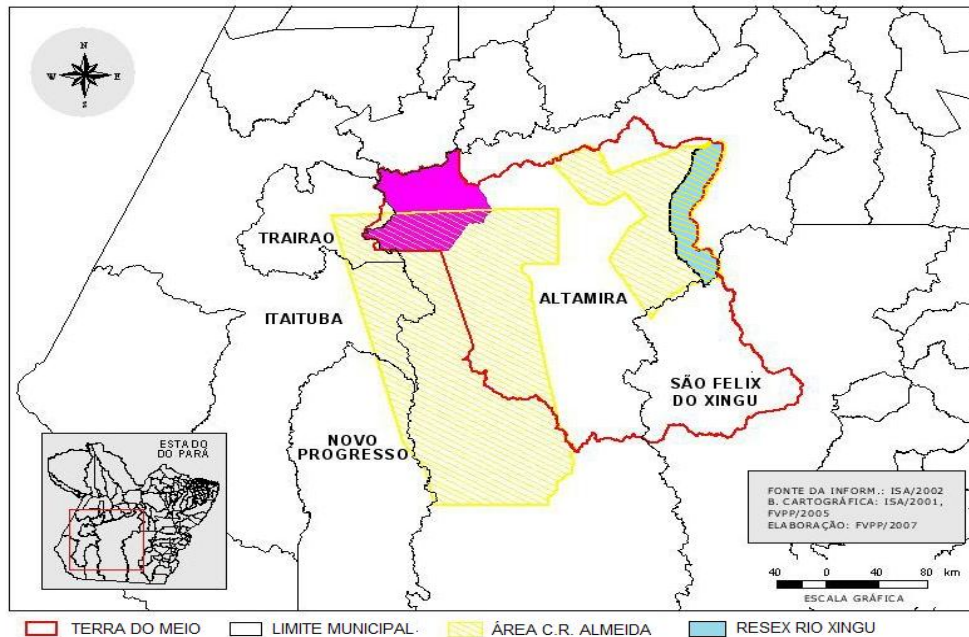 N
W E
S
TRAIRAO
ITAITUBA
ALTAMIRA
SÃO FELIX
DO XINGU
NOVO
PROGRESSO
ESTADO
DO PARÁ
FONTE DA INFORM.: ISA/2002
B. CARTOGRÁFICA: ISA/2001,
FVPP/2005
ELABORAÇÃO: FVPP/2007
40 0 40 80 km
ESCALA GRÁFICA
TERRA DO MEIO LIMITE MUNICIPAL. ÁREA C.R. ALMEIDA RESEX RIO XINGU